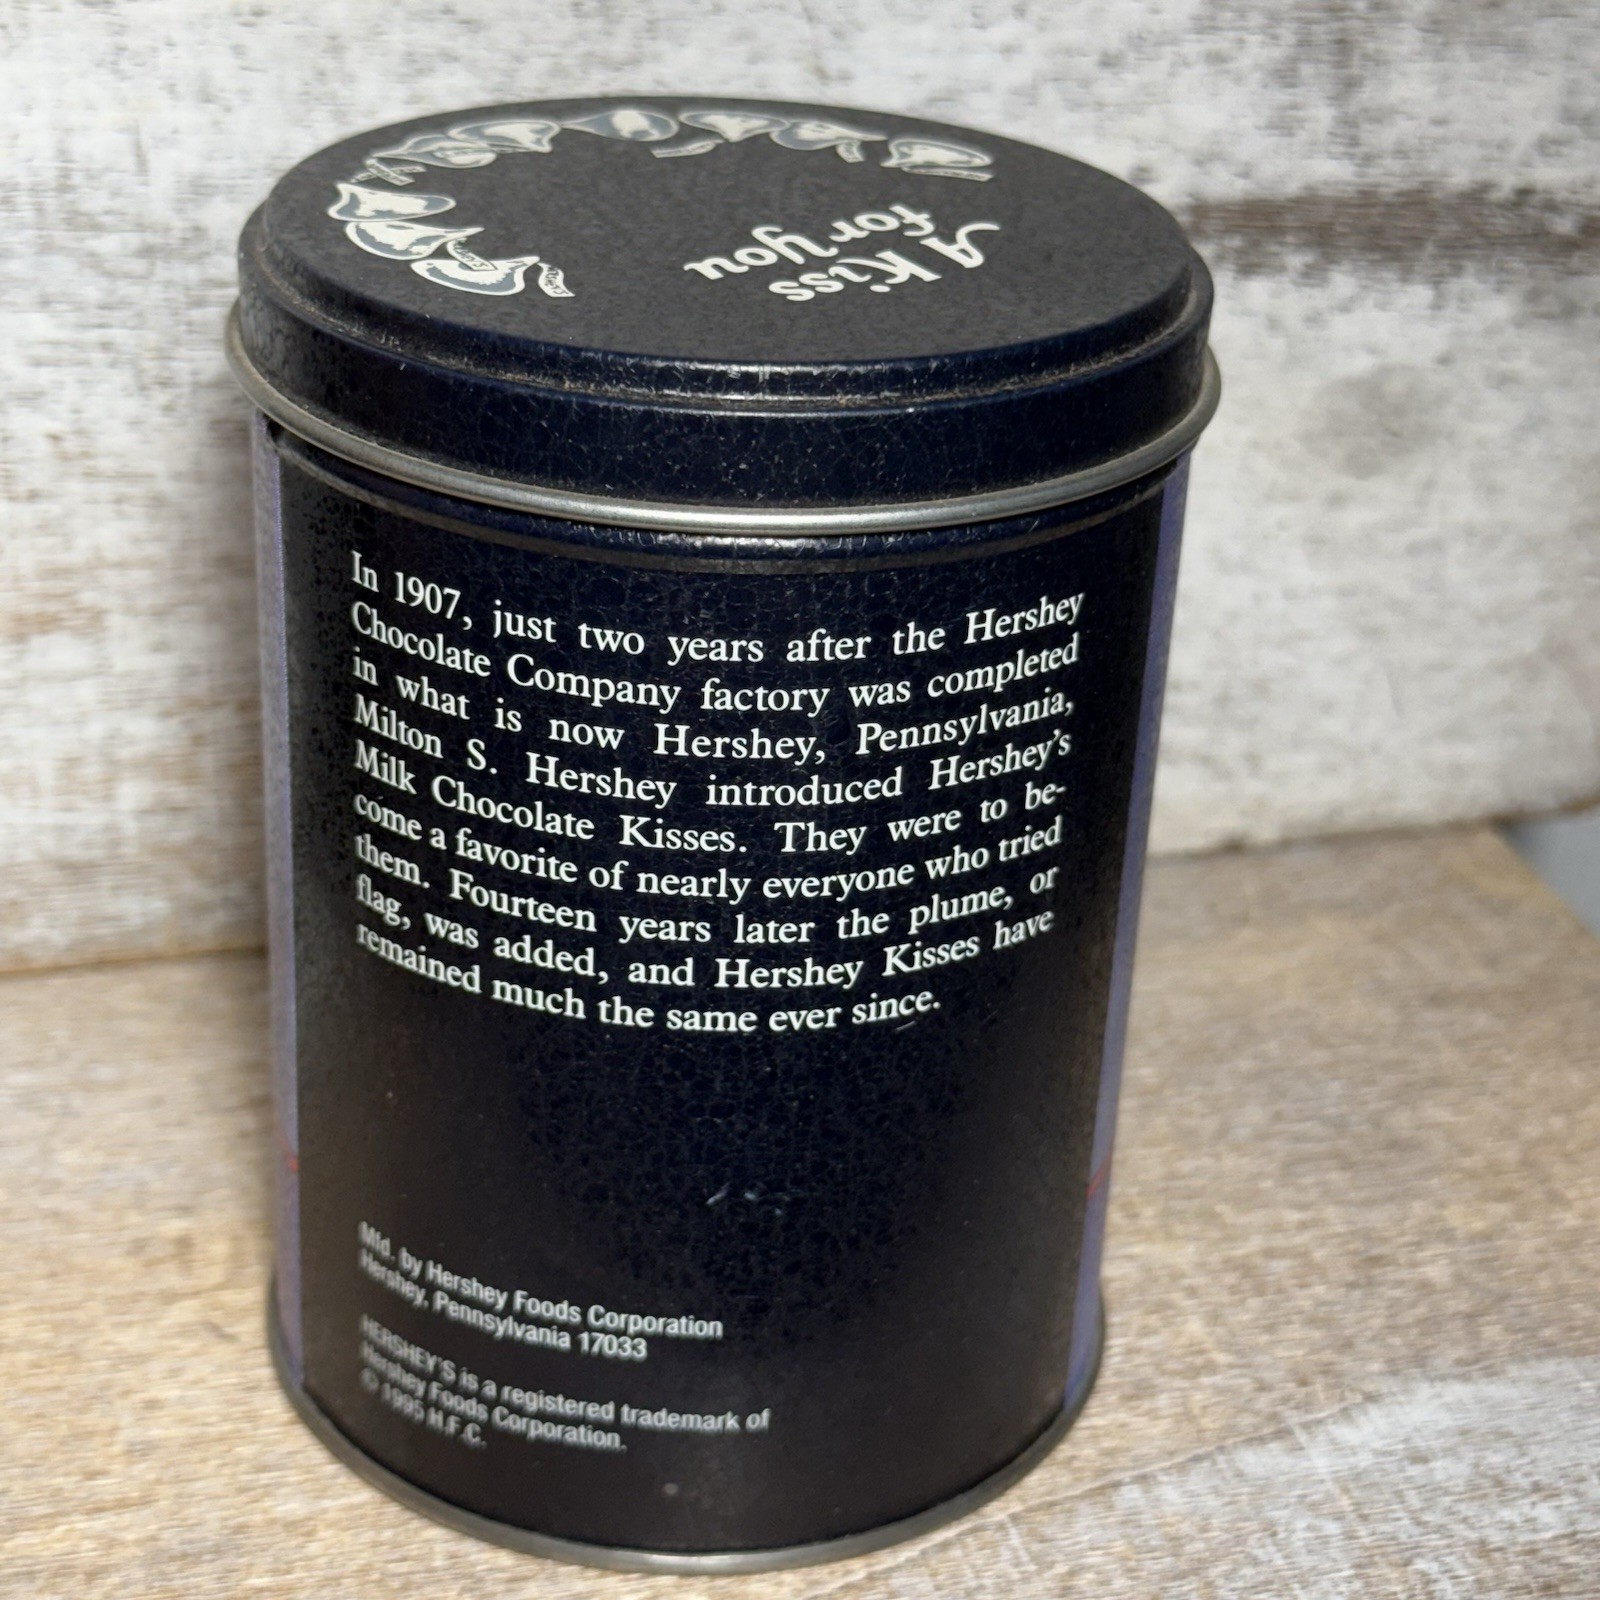 A Kiss
for you
In 1907, just two years after the Hershey
Chocolate Company factory was completed
in what is now Hershey, Pennsylvania,
Milton S. Hershey introduced Hershey's
Milk Chocolate Kisses. They were to be-
come a favorite of nearly everyone who tried
them. Fourteen years later the plume, or
flag, was added, and Hershey Kisses have
remained much the same ever since.
Mfd. by Hershey Foods Corporation
Hershey, Pennsylvania 17033
HERSHEY'S is a registered trademark of
Hershey Foods Corporation.
© 1995 H.F.C.